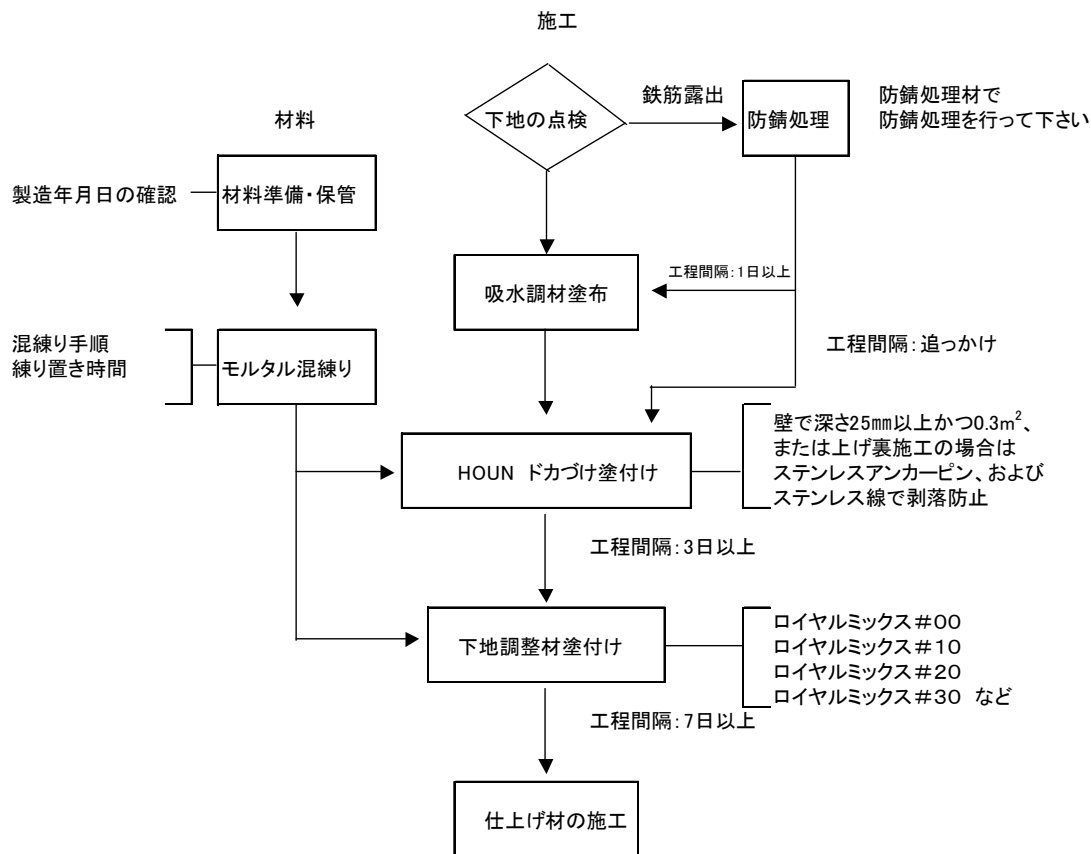 施工
下地の点検
鉄筋露出
防錆処理
防錆処理材で
防錆処理を行って下さい
材料
製造年月日の確認
材料準備・保管
工程間隔：1日以上
吸水調材塗布
混練り手順
練り置き時間
モルタル混練り
工程間隔：追っかけ
HOUN ドカづけ塗付け
壁で深さ25㎜以上かつ0.3m²、
または上げ裏施工の場合は
ステンレスアンカーピン、および
ステンレス線で剥落防止
工程間隔：3日以上
下地調整材塗付け
ロイヤルミックス＃００
ロイヤルミックス＃１０
ロイヤルミックス＃２０
ロイヤルミックス＃３０ など
工程間隔：7日以上
仕上げ材の施工